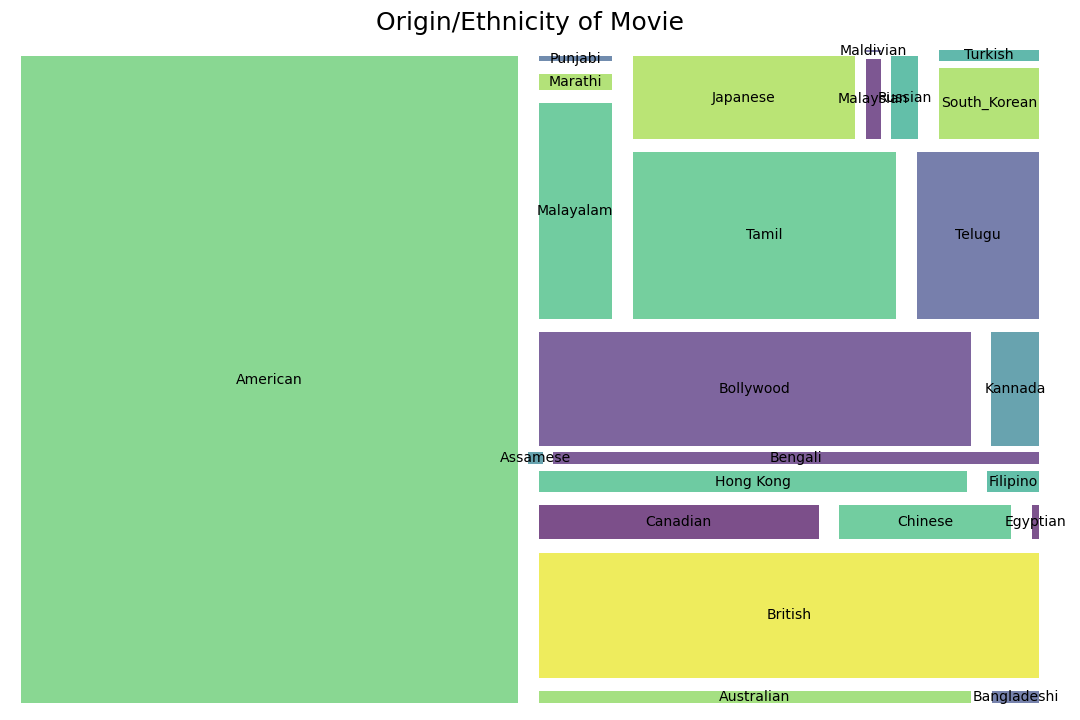 Origin/Ethnicity of Movie
Maldivian
Turkish
Punjabi
Marathi
Japanese
Malaysian
Russian
South_Korean
Malayalam
Tamil
Telugu
American
Bollywood
Kannada
Assamese
Bengali
Hong Kong
Filipino
Canadian
Chinese
Egyptian
British
Australian
Bangladeshi